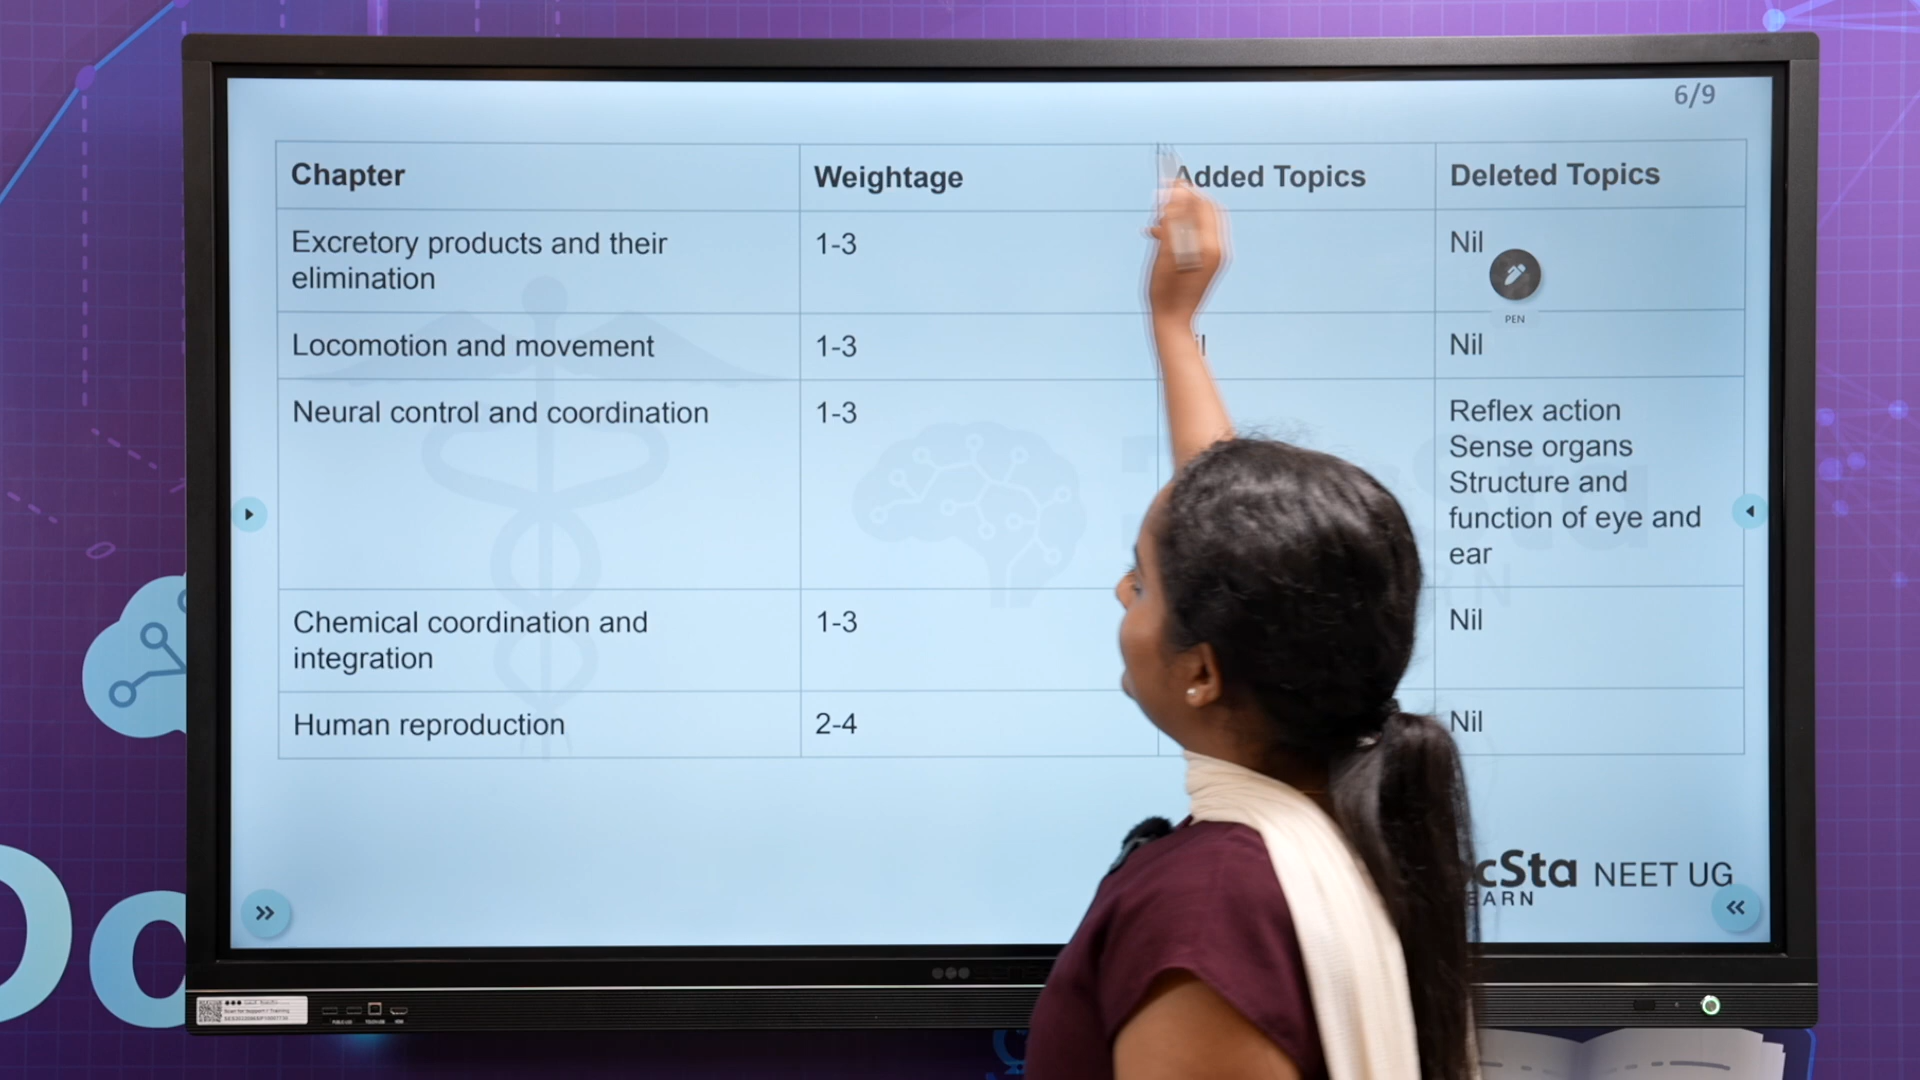 6/9
Chapter Weightage Added Topics Deleted Topics
Excretory products and their 1-3 Nil
elimination
PEN
Locomotion and movement 1-3 Nil
Neural control and coordination 1-3 Reflex action
Sense organs
Structure and
function of eye and
ear
Chemical coordination and 1-3 Nil
integration
Human reproduction 2-4 Nil
NEET UG
Do